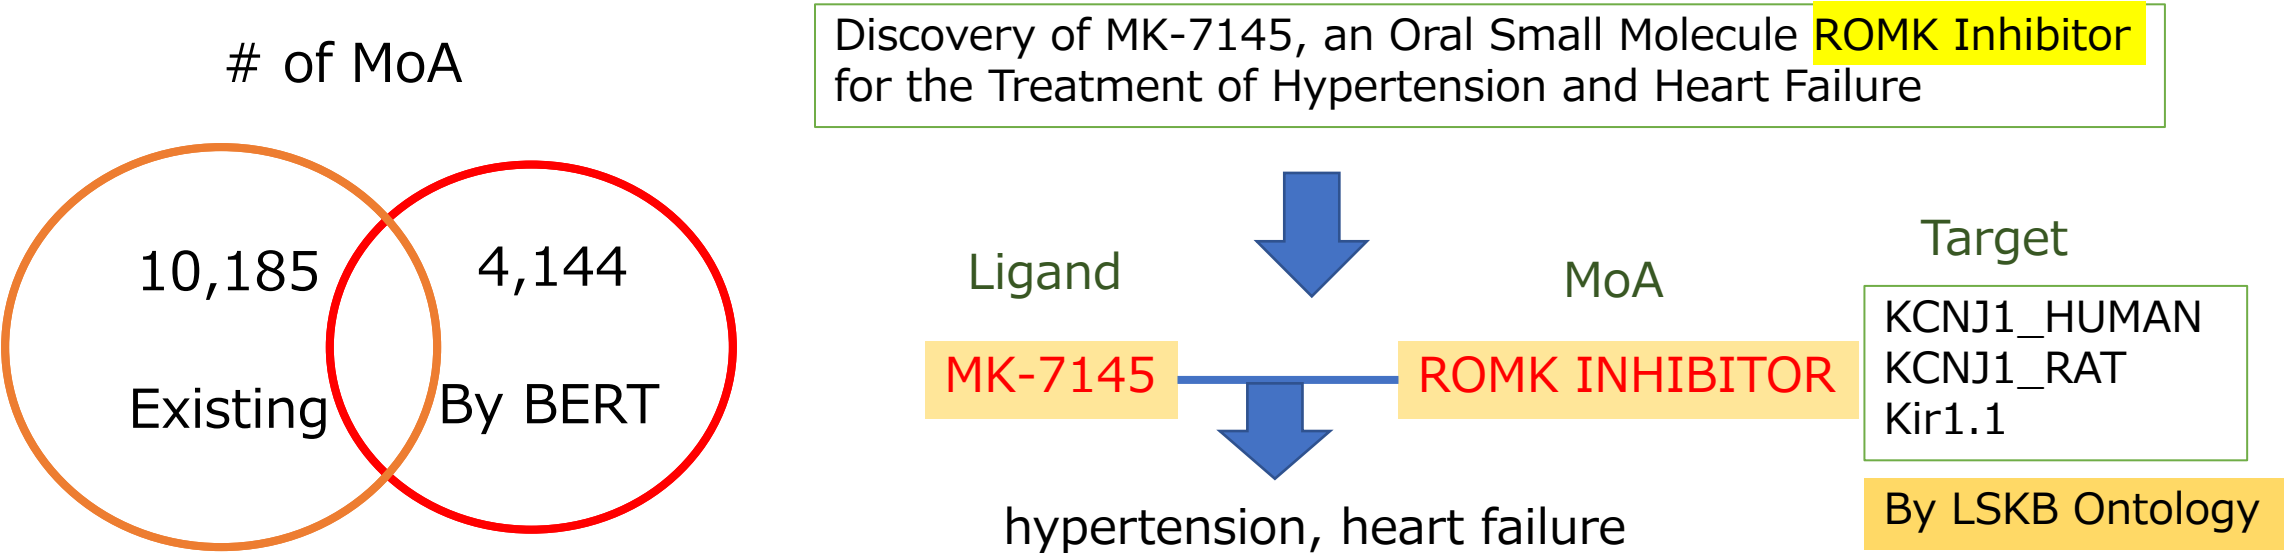 # of MoA
10,185
4,144
Existing
By BERT
Discovery of MK-7145, an Oral Small Molecule ROMK Inhibitor
for the Treatment of Hypertension and Heart Failure
Ligand
MoA
Target
MK-7145
ROMK INHIBITOR
KCNJ1_HUMAN
KCNJ1_RAT
Kir1.1
By LSKB Ontology
hypertension, heart failure